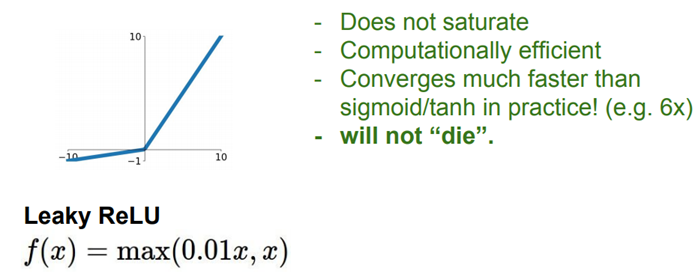 10
-10
-1
10
- Does not saturate
- Computationally efficient
- Converges much faster than
sigmoid/tanh in practice! (e.g. 6x)
- will not “die”.
Leaky ReLU
f(x) = max(0.01x, x)